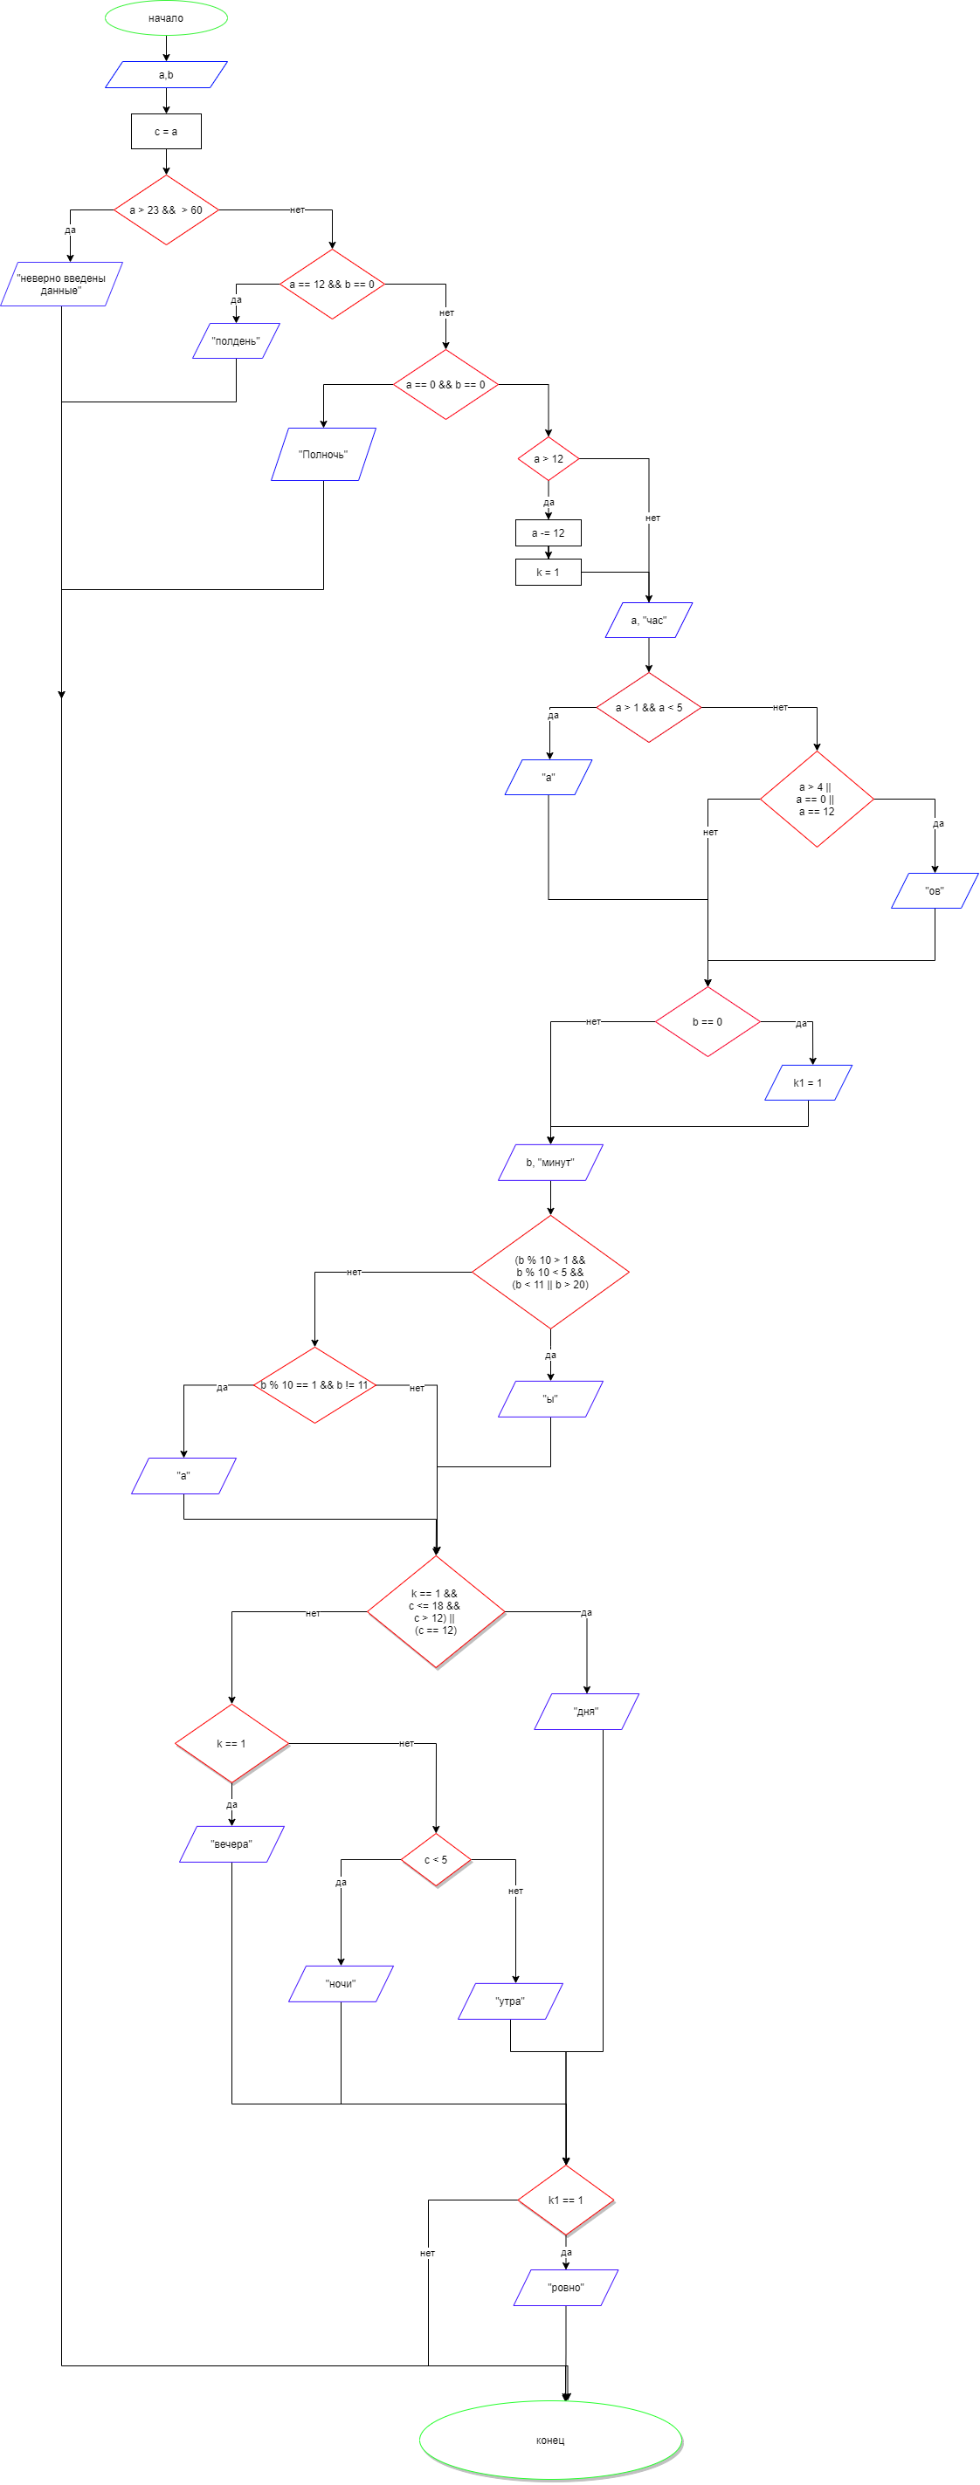 начало
a,b
c = a
a > 23 && > 60
да
нет
"неверно введены
данные"
a == 12 && b == 0
да
нет
"полдень"
a == 0 && b == 0
"Полночь"
a > 12
да
нет
a -= 12
k = 1
a, "час"
a > 1 && a < 5
да
нет
"а"
a > 4 ||
a == 0 ||
a == 12
нет
да
"ов"
b == 0
нет
да
k1 = 1
b, "минут"
(b % 10 > 1 &&
b % 10 < 5 &&
(b < 11 || b > 20)
нет
да
b % 10 == 1 && b != 11
да
нет
"ы"
"а"
k == 1 &&
c <= 18 &&
c > 12) ||
(c == 12)
нет
да
"дня"
k == 1
нет
да
"вечера"
c < 5
да
нет
"ночи"
"утра"
k1 == 1
нет
да
"ровно"
конец